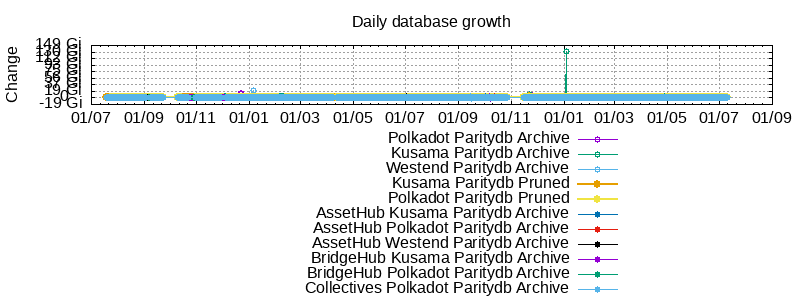 Daily database growth
Change
149 Gi
-19 Gi
01/07 01/09 01/11 01/01 01/03 01/05 01/07 01/09 01/11 01/01 01/03 01/05 01/07 01/09
Polkadot Paritydb Archive
Kusama Paritydb Archive
Westend Paritydb Archive
Kusama Paritydb Pruned
Polkadot Paritydb Pruned
AssetHub Kusama Paritydb Archive
AssetHub Polkadot Paritydb Archive
AssetHub Westend Paritydb Archive
BridgeHub Kusama Paritydb Archive
BridgeHub Polkadot Paritydb Archive
Collectives Polkadot Paritydb Archive